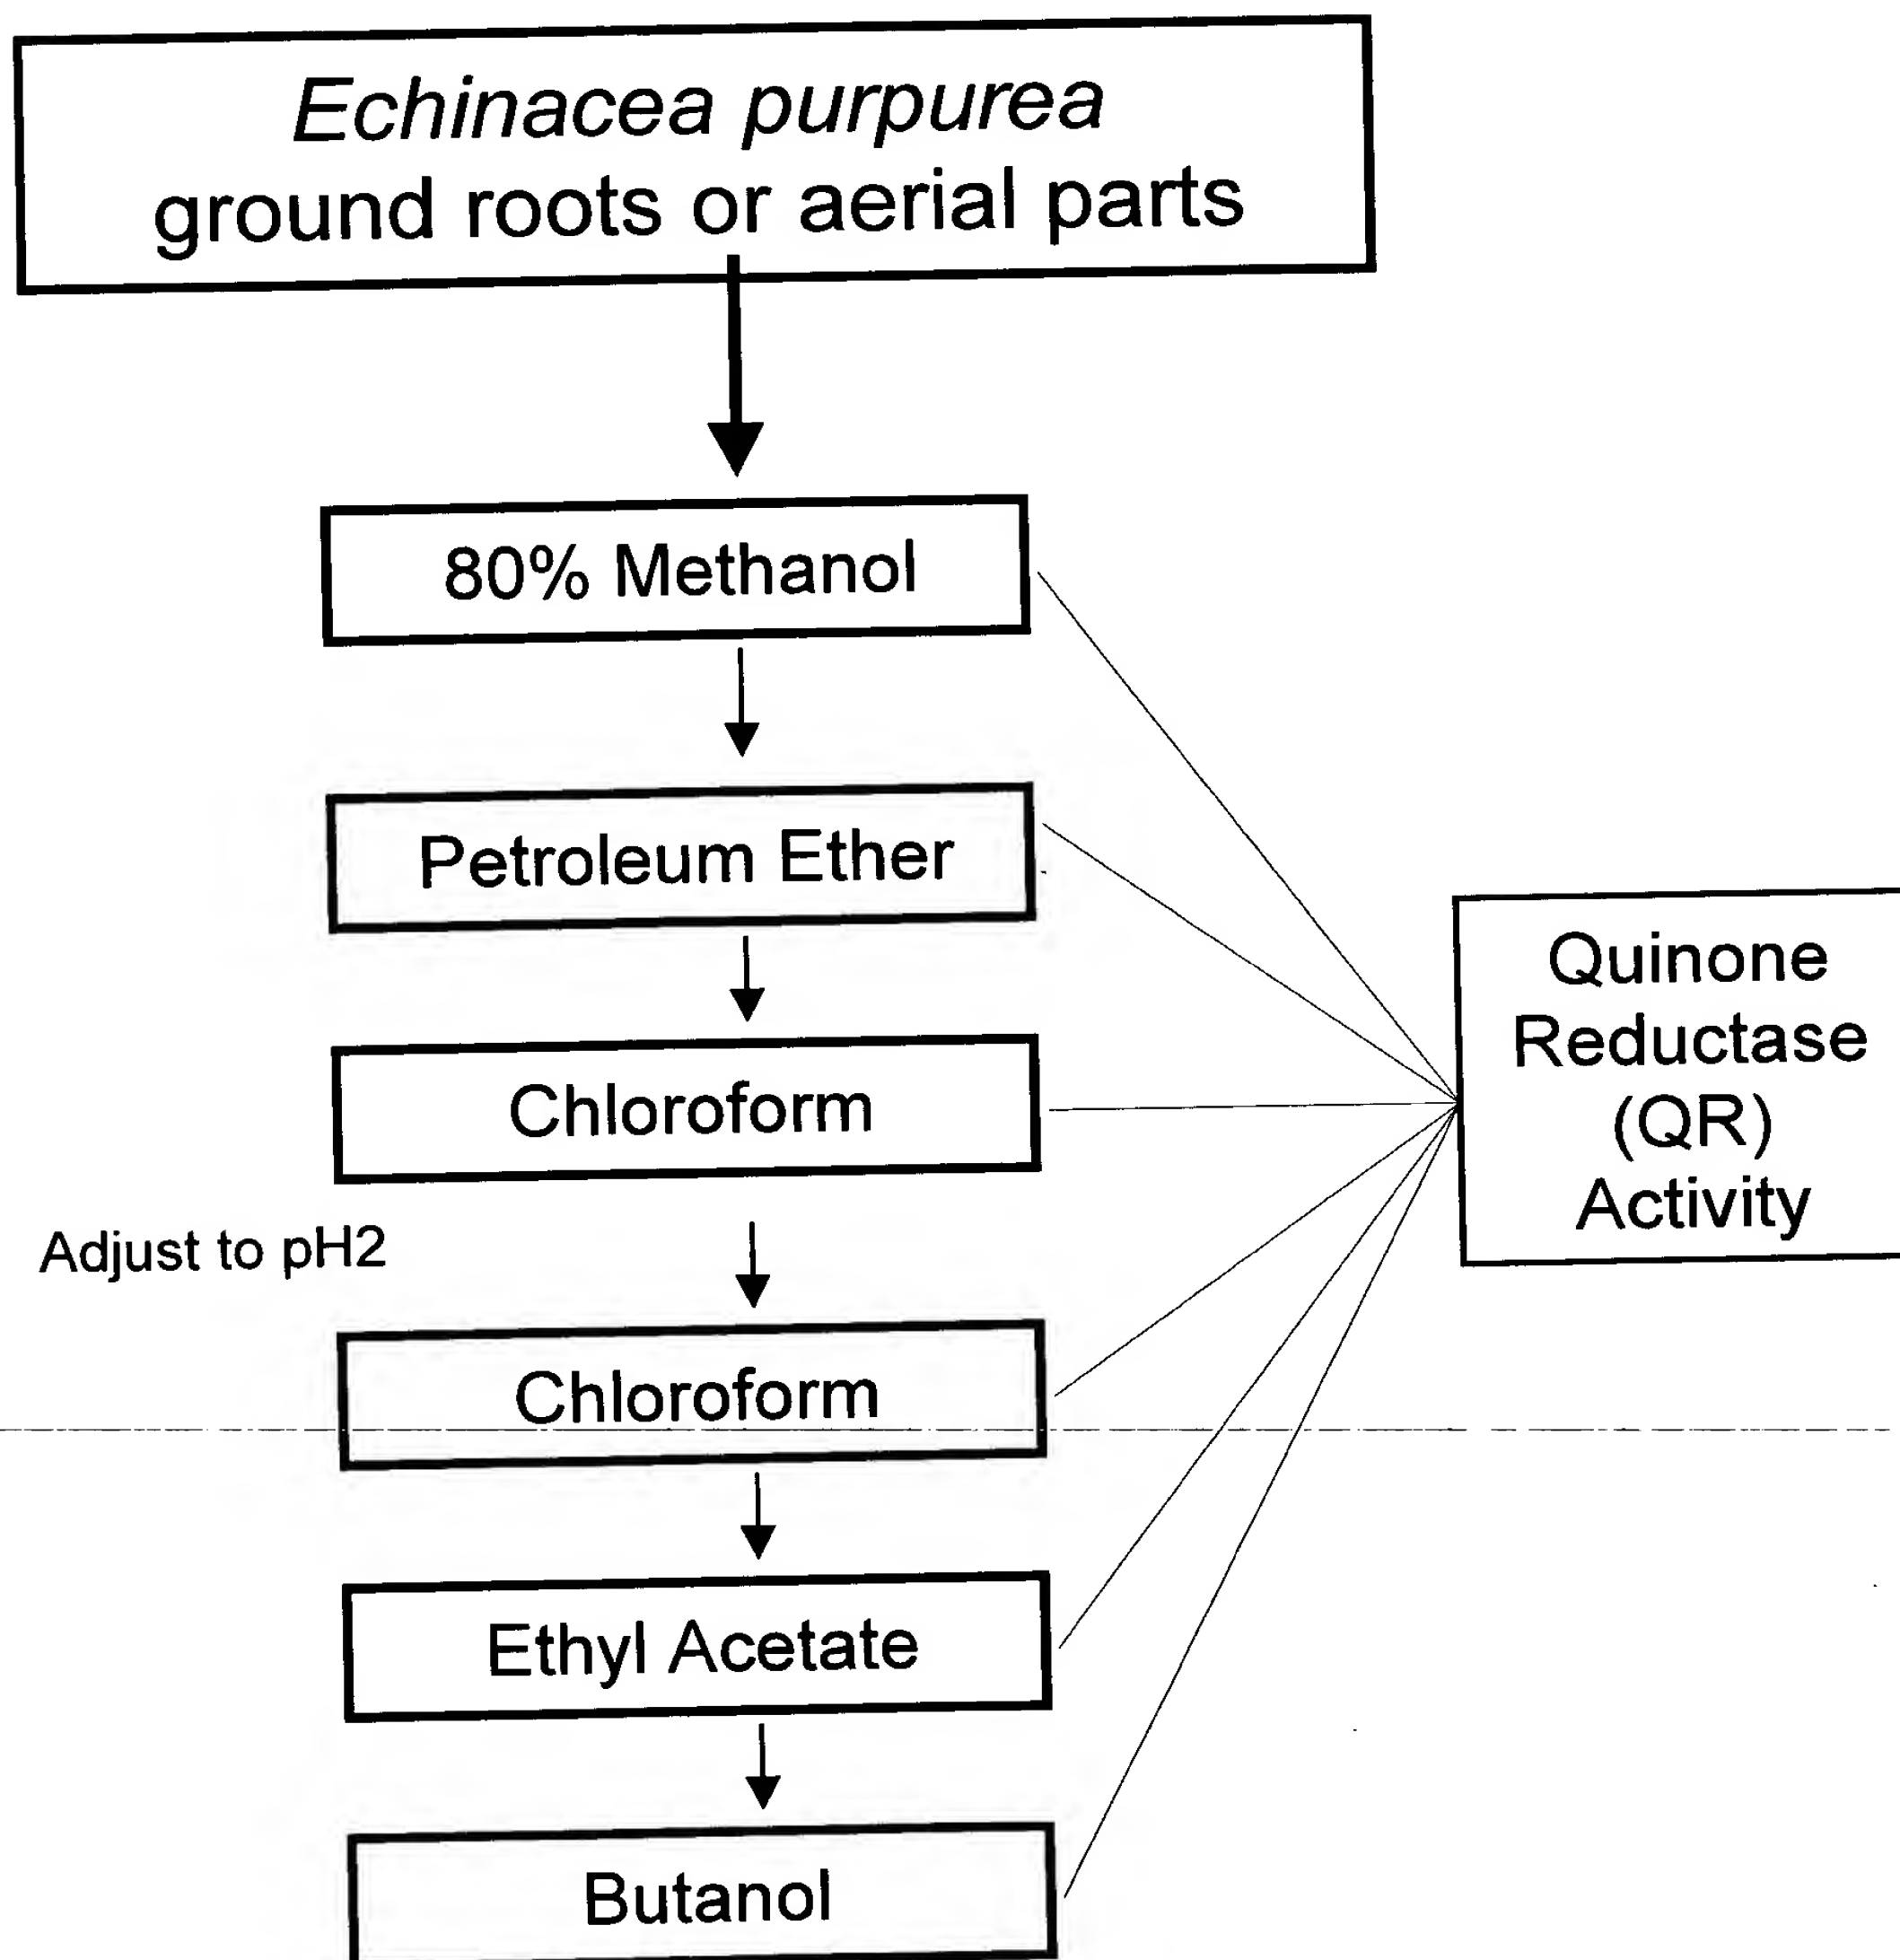 Echinacea purpurea
ground roots or aerial parts
80% Methanol
Petroleum Ether
Chloroform
Adjust to pH2
Chloroform
Ethyl Acetate
Butanol
Quinone
Reductase
(QR)
Activity